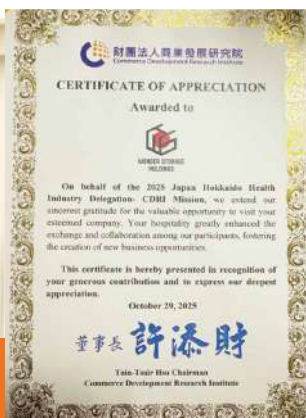 財團法人商業發展研究院
Commerce Development Research Institute
CERTIFICATE OF APPRECIATION
Awarded to
WONDER STORAGE
HOLDINGS
On behalf of the 2025 Japan Hokkaido Health
Industry Delegation- CDRI Mission, we extend our
sincerest gratitude for the valuable opportunity to visit your
esteemed company. Your hospitality greatly enhanced the
exchange and collaboration among our participants, fostering
the creation of new business opportunities.
This certificate is hereby presented in recognition of
your generous contribution and to express our deepest
appreciation.
October 29, 2025
董事長 許添財
Tain-Tsair Hsu Chairman
Commerce Development Research Institute